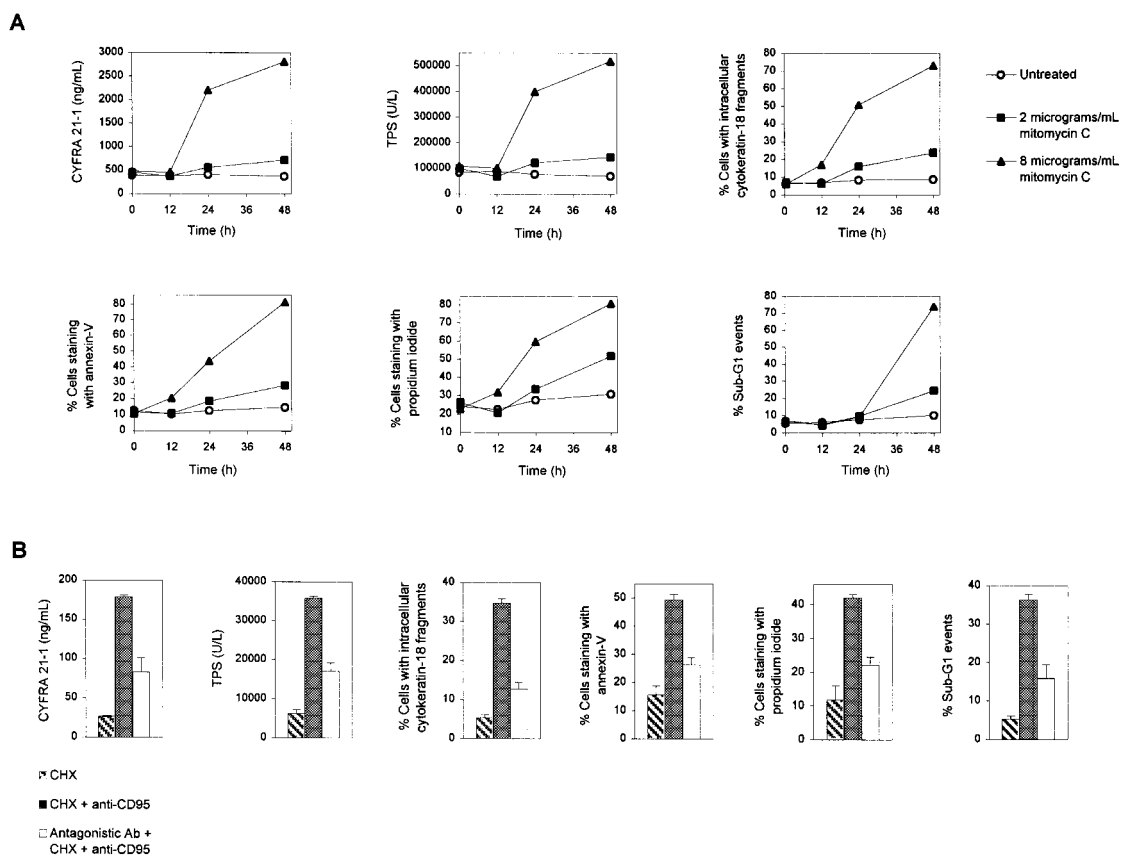 A
CYFRA 21-1 (ng/mL)
3000
2500
2000
1500
1000
500
0
0 12 24 36 48
Time (h)
TPS (U/L)
500000
400000
300000
200000
100000
0
0 12 24 36 48
Time (h)
% Cells with intracellular
cytokeratin-18 fragments
80
70
60
50
40
30
20
10
0
0 12 24 36 48
Time (h)
Untreated
2 micrograms/mL
mitomycin C
8 micrograms/mL
mitomycin C
% Cells staining
with annexin-V
80
70
60
50
40
30
20
10
0
0 12 24 36 48
Time (h)
% Cells staining with
propidium iodide
80
70
60
50
40
30
20
10
0 12 24 36 48
Time (h)
% Sub-G1 events
80
70
60
50
40
30
20
10
0
0 12 24 36 48
Time (h)
B
CYFRA 21-1 (ng/mL)
200
150
100
50
0
TPS (U/L)
40000
30000
20000
10000
0
% Cells with intracellular
cytokeratin-18 fragments
40
30
20
10
0
% Cells staining with
annexin-V
50
40
30
20
10
0
% Cells staining with
propidium iodide
40
30
20
10
0
% Sub-G1 events
40
30
20
10
0
CHX
CHX + anti-CD95
Antagonistic Ab +
CHX + anti-CD95